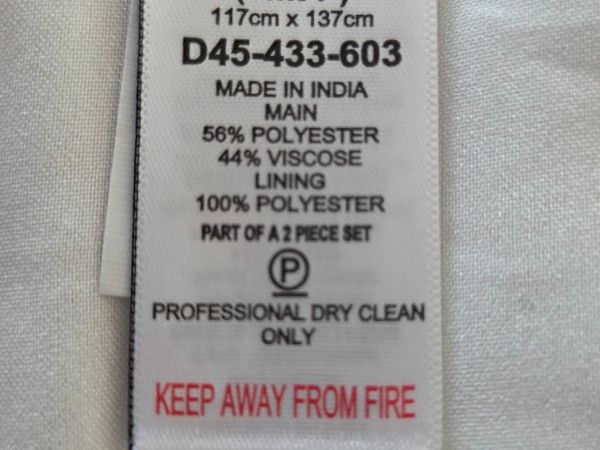 117cm x 137cm
D45-433-603
MADE IN INDIA
MAIN
56% POLYESTER
44% VISCOSE
LINING
100% POLYESTER
PART OF A 2 PIECE SET
P
PROFESSIONAL DRY CLEAN
ONLY
KEEP AWAY FROM FIRE